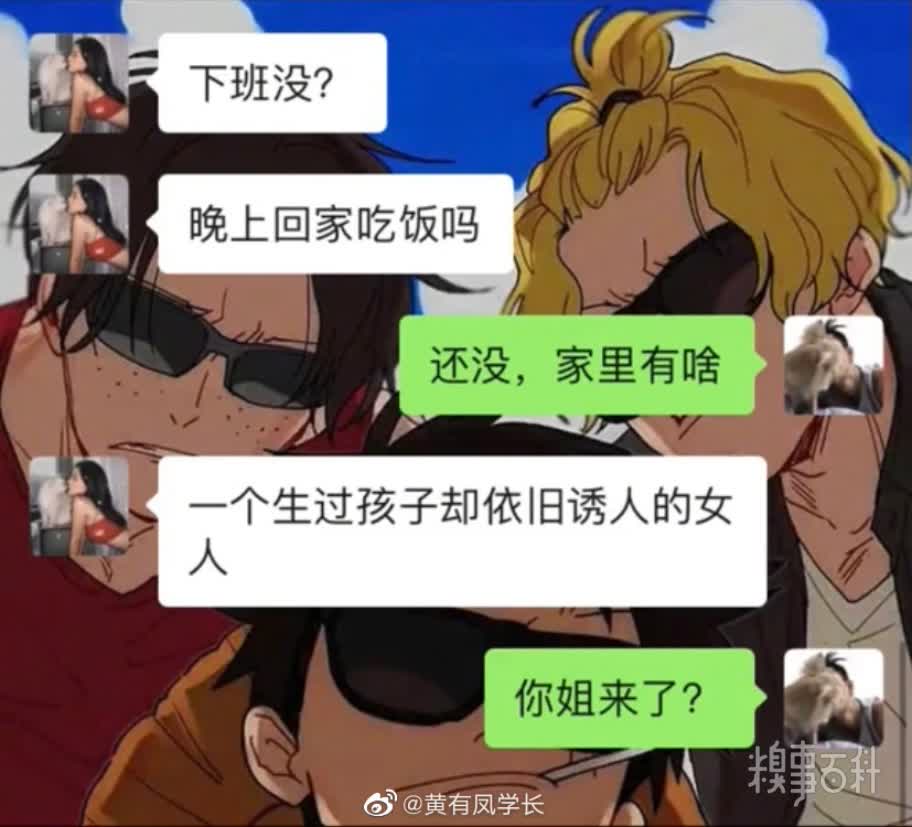 下班没？
晚上回家吃饭吗
还没，家里有啥
一个生过孩子却依旧诱人的女
人
你姐来了？
糗事百科
@黄有凤学长